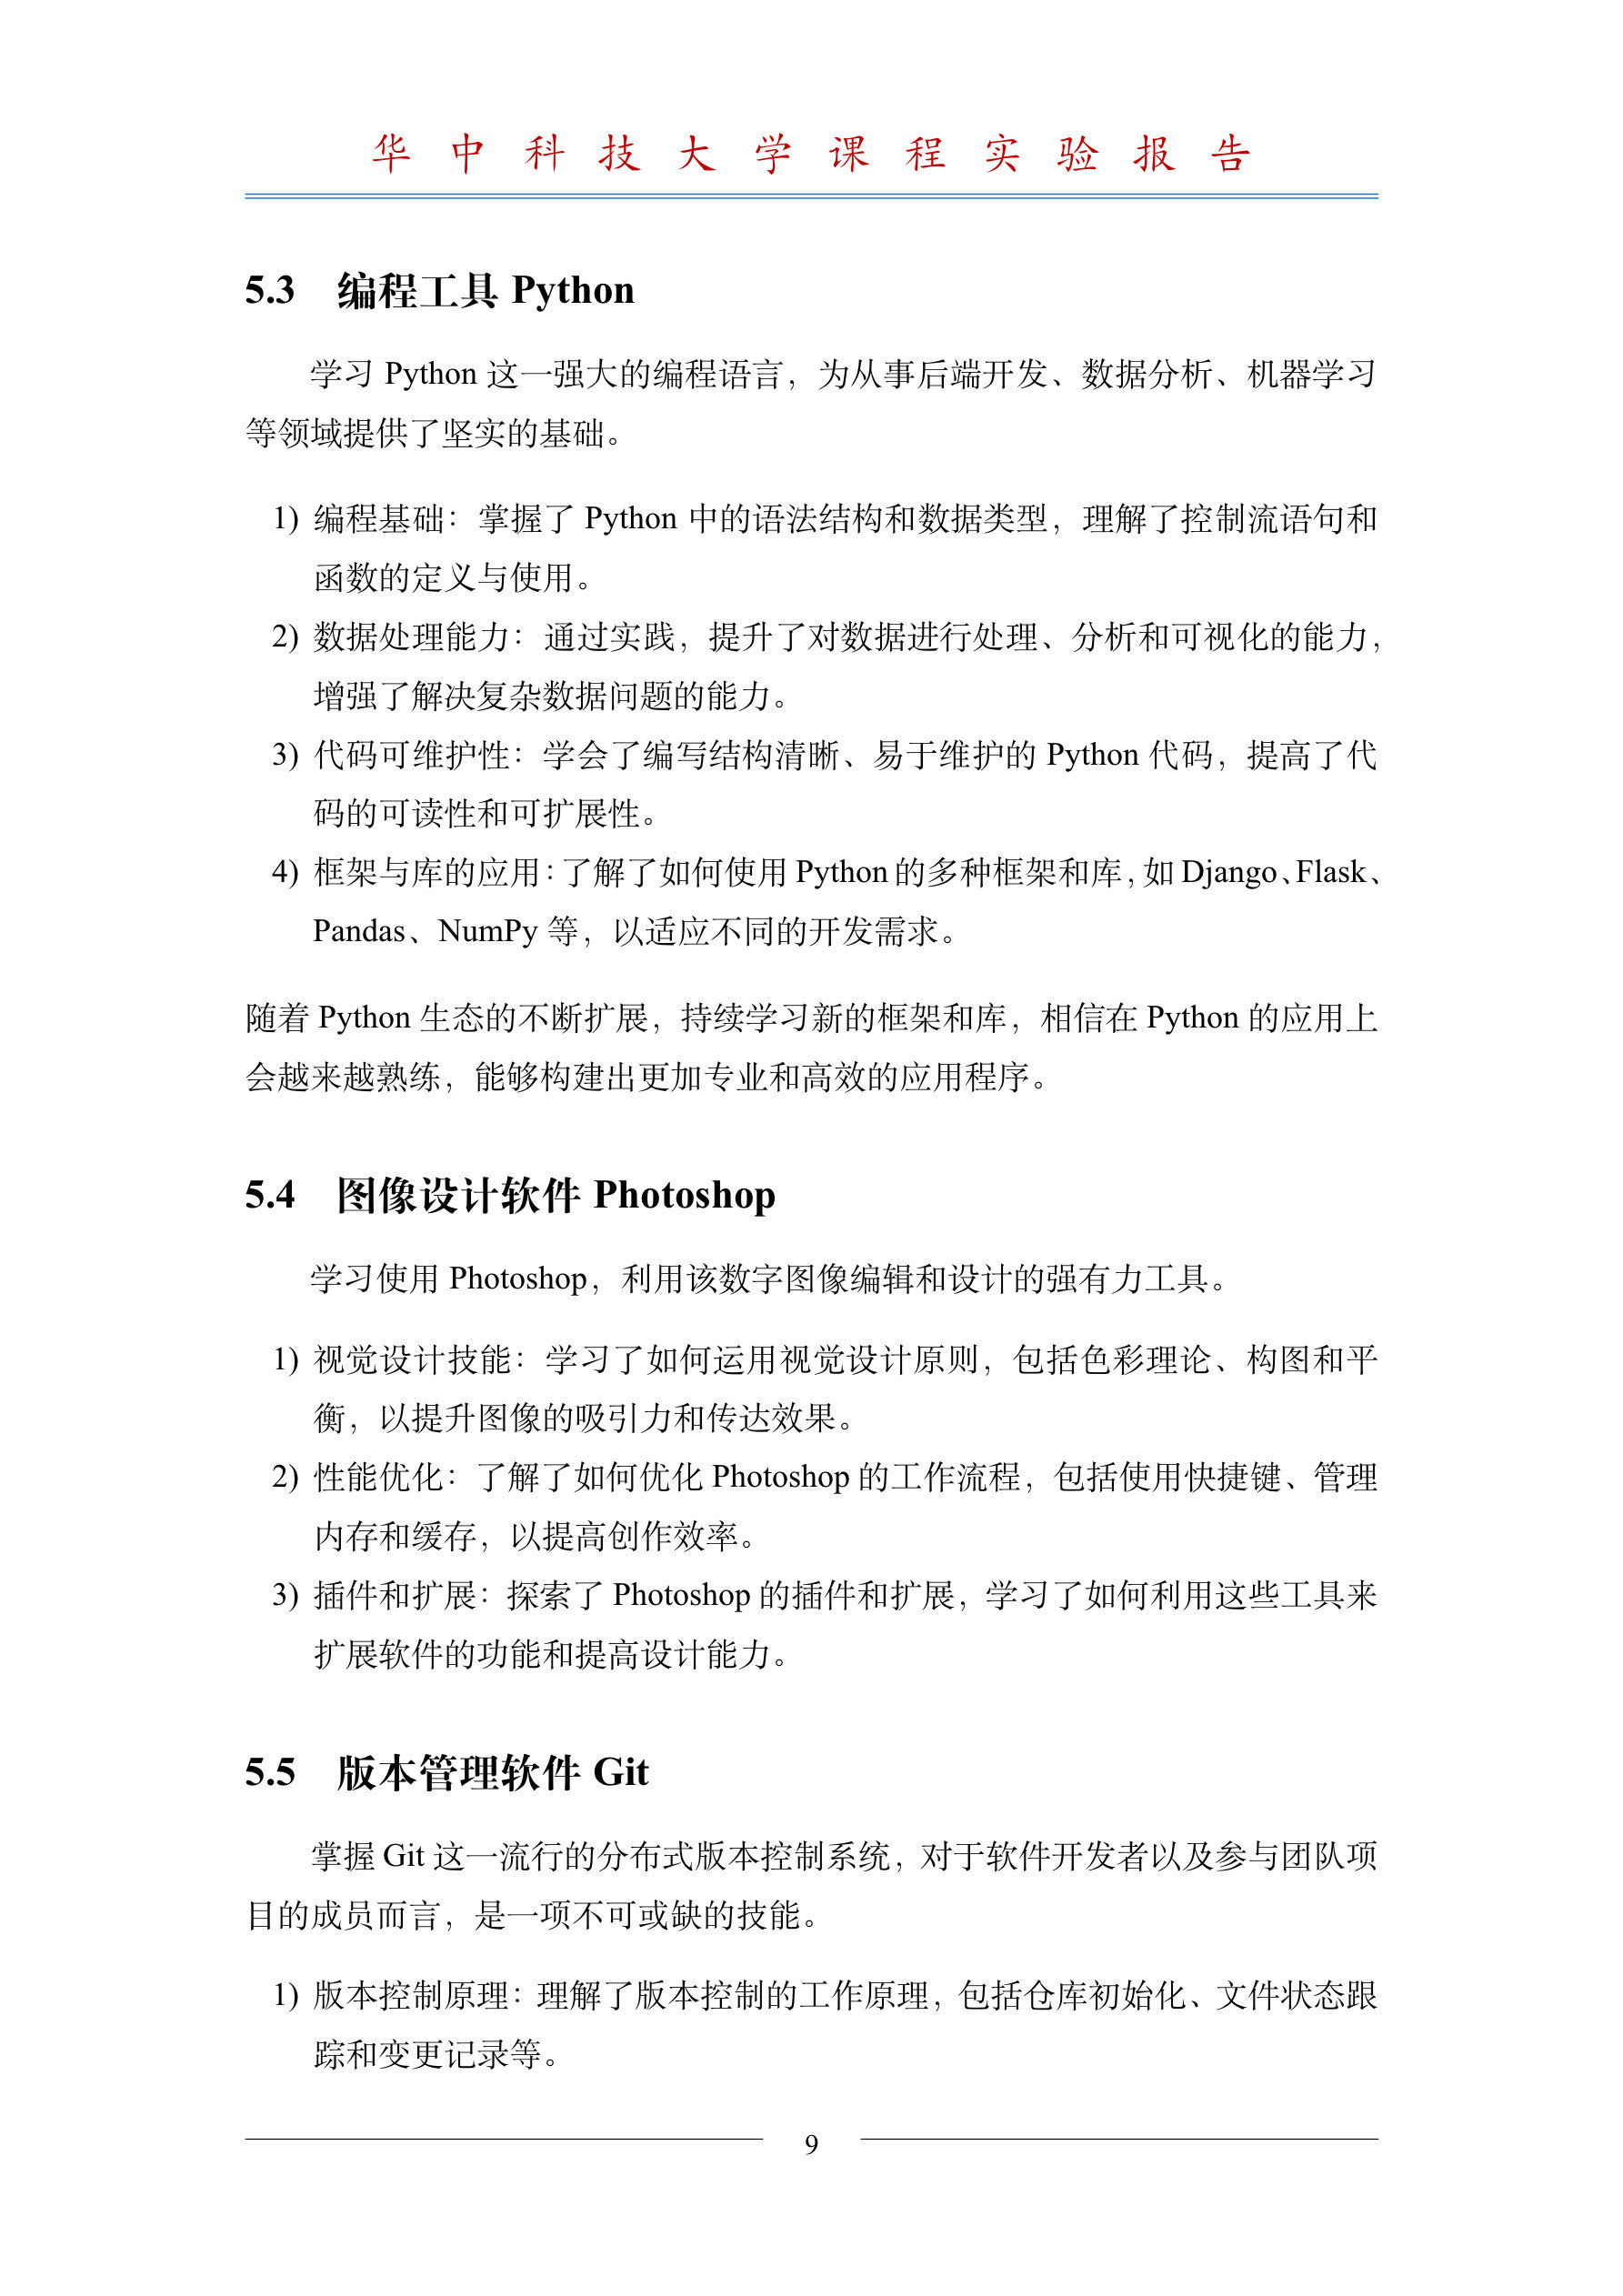 华中科技大学课程实验报告
5.3 编程工具 Python
学习 Python 这一强大的编程语言，为从事后端开发、数据分析、机器学习
等领域提供了坚实的基础。
1) 编程基础：掌握了 Python 中的语法结构和数据类型，理解了控制流语句和
函数的定义与使用。
2) 数据处理能力：通过实践，提升了对数据进行处理、分析和可视化的能力，
增强了解决复杂数据问题的能力。
3) 代码可维护性：学会了编写结构清晰、易于维护的 Python 代码，提高了代
码的可读性和可扩展性。
4) 框架与库的应用：了解了如何使用 Python 的多种框架和库，如 Django、Flask、
Pandas、NumPy 等，以适应不同的开发需求。
随着 Python 生态的不断扩展，持续学习新的框架和库，相信在 Python 的应用上
会越来越熟练，能够构建出更加专业和高效的应用程序。
5.4 图像设计软件 Photoshop
学习使用 Photoshop，利用该数字图像编辑和设计的强有力工具。
1) 视觉设计技能：学习了如何运用视觉设计原则，包括色彩理论、构图和平
衡，以提升图像的吸引力和传达效果。
2) 性能优化：了解了如何优化 Photoshop 的工作流程，包括使用快捷键、管理
内存和缓存，以提高创作效率。
3) 插件和扩展：探索了 Photoshop 的插件和扩展，学习了如何利用这些工具来
扩展软件的功能和提高设计能力。
5.5 版本管理软件 Git
掌握 Git 这一流行的分布式版本控制系统，对于软件开发者以及参与团队项
目的成员而言，是一项不可或缺的技能。
1) 版本控制原理：理解了版本控制的工作原理，包括仓库初始化、文件状态跟
踪和变更记录等。
9